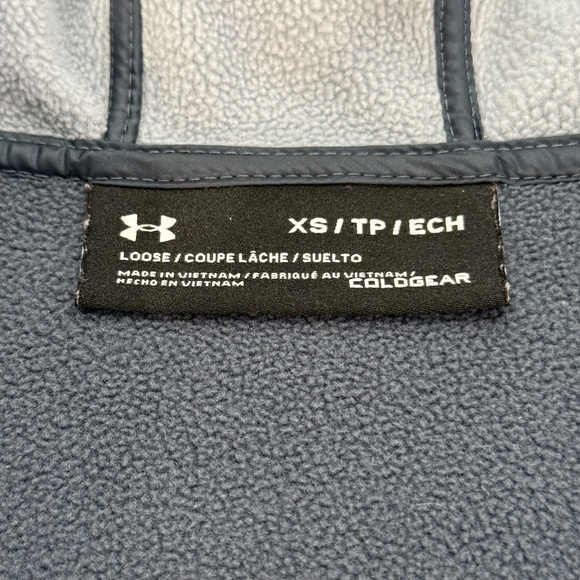 XS / TP / ECH
LOOSE / COUPE LÂCHE / SUELTO
MADE IN VIETNAM / FABRIQUÉ AU VIETNAM /
HECHO EN VIETNAM
COLDGEAR